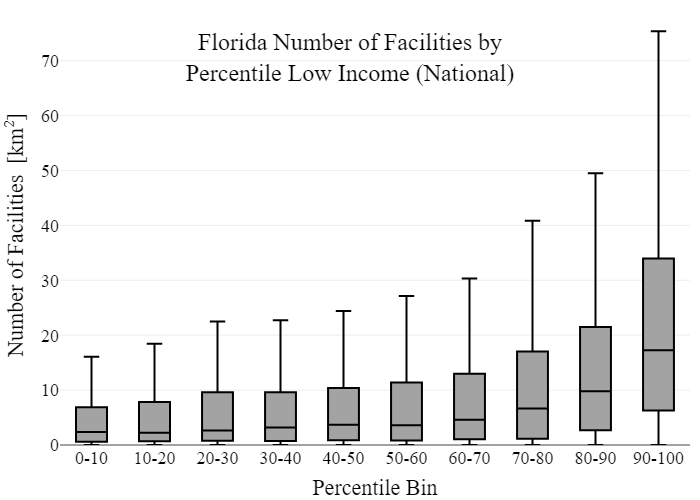 Florida Number of Facilities by
Percentile Low Income (National)
Number of Facilities [km²]
70
60
50
40
30
20
10
0
0-10 10-20 20-30 30-40 40-50 50-60 60-70 70-80 80-90 90-100
Percentile Bin